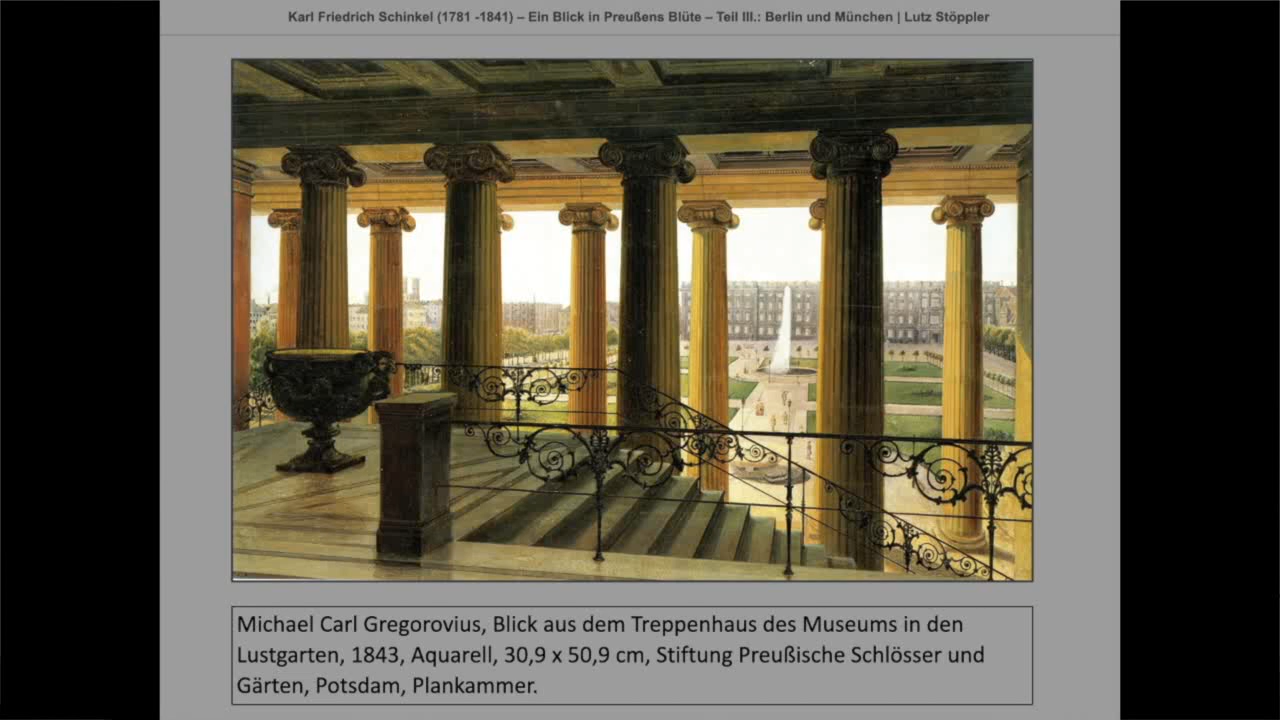 Karl Friedrich Schinkel (1781 -1841) – Ein Blick in Preußens Blüte – Teil III.: Berlin und München | Lutz Stöppler
Michael Carl Gregorovius, Blick aus dem Treppenhaus des Museums in den
Lustgarten, 1843, Aquarell, 30,9 x 50,9 cm, Stiftung Preußische Schlösser und
Gärten, Potsdam, Plankammer.